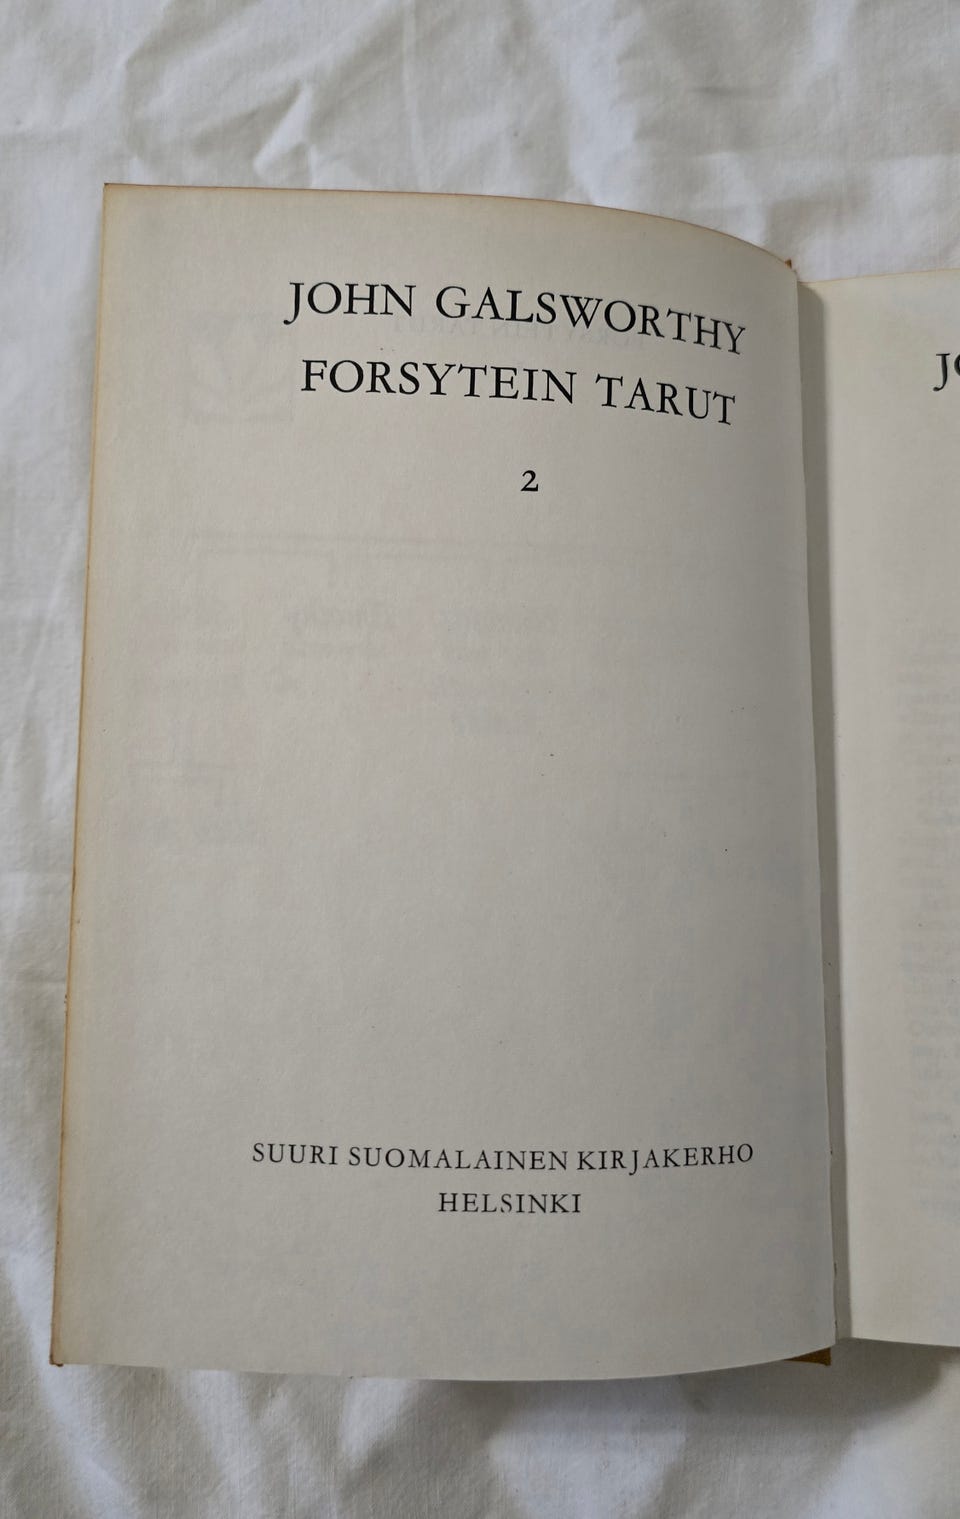 JOHN GALSWORTHY
FORSYTEIN TARUT
2
SUURI SUOMALAINEN KIRJAKERHO
HELSINKI